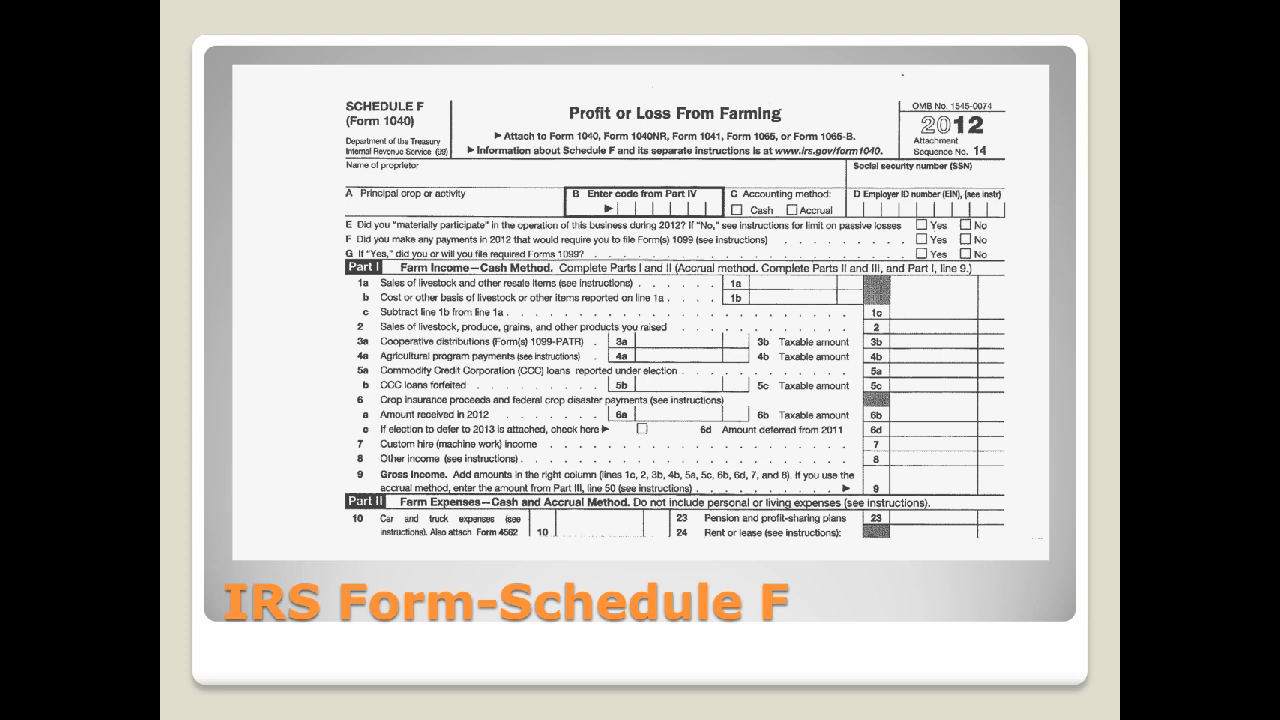 SCHEDULE F
(Form 1040)
Department of the Treasury
Internal Revenue Service (99)
Profit or Loss From Farming
▶ Attach to Form 1040, Form 1040NR, Form 1041, Form 1065, or Form 1065-B.
▶ Information about Schedule F and its separate instructions is at www.irs.gov/form1040.
OMB No. 1545-0074
2012
Attachment
Sequence No. 14
Name of proprietor
Social security number (SSN)
A Principal crop or activity
B Enter code from Part IV
▶
C Accounting method:
Cash Accrual
D Employer ID number (EIN), (see instr)
E Did you "materially participate" in the operation of this business during 2012? If "No," see instructions for limit on passive losses Yes No
F Did you make any payments in 2012 that would require you to file Form(s) 1099 (see instructions) Yes No
G If "Yes," did you or will you file required Forms 1099? Yes No
Part I Farm Income—Cash Method. Complete Parts I and II (Accrual method. Complete Parts II and III, and Part I, line 9.)
1a Sales of livestock and other resale items (see instructions) 1a
b Cost or other basis of livestock or other items reported on line 1a 1b
c Subtract line 1b from line 1a 1c
2 Sales of livestock, produce, grains, and other products you raised 2
3a Cooperative distributions (Form(s) 1099-PATR) 3a 3b Taxable amount 3b
4a Agricultural program payments (see instructions) 4a 4b Taxable amount 4b
5a Commodity Credit Corporation (CCC) loans reported under election 5a
b CCC loans forfeited 5b 5c Taxable amount 5c
6 Crop insurance proceeds and federal crop disaster payments (see instructions)
a Amount received in 2012 6a 6b Taxable amount 6b
c If election to defer to 2013 is attached, check here ▶ 6d Amount deferred from 2011 6d
7 Custom hire (machine work) income 7
8 Other income (see instructions) 8
9 Gross income. Add amounts in the right column (lines 1c, 2, 3b, 4b, 5a, 5c, 6b, 6d, 7, and 8). If you use the
accrual method, enter the amount from Part III, line 50 (see instructions) ▶ 9
Part II Farm Expenses—Cash and Accrual Method. Do not include personal or living expenses (see instructions).
10 Car and truck expenses (see
instructions). Also attach Form 4562 10
23 Pension and profit-sharing plans 23
24 Rent or lease (see instructions):
IRS Form-Schedule F